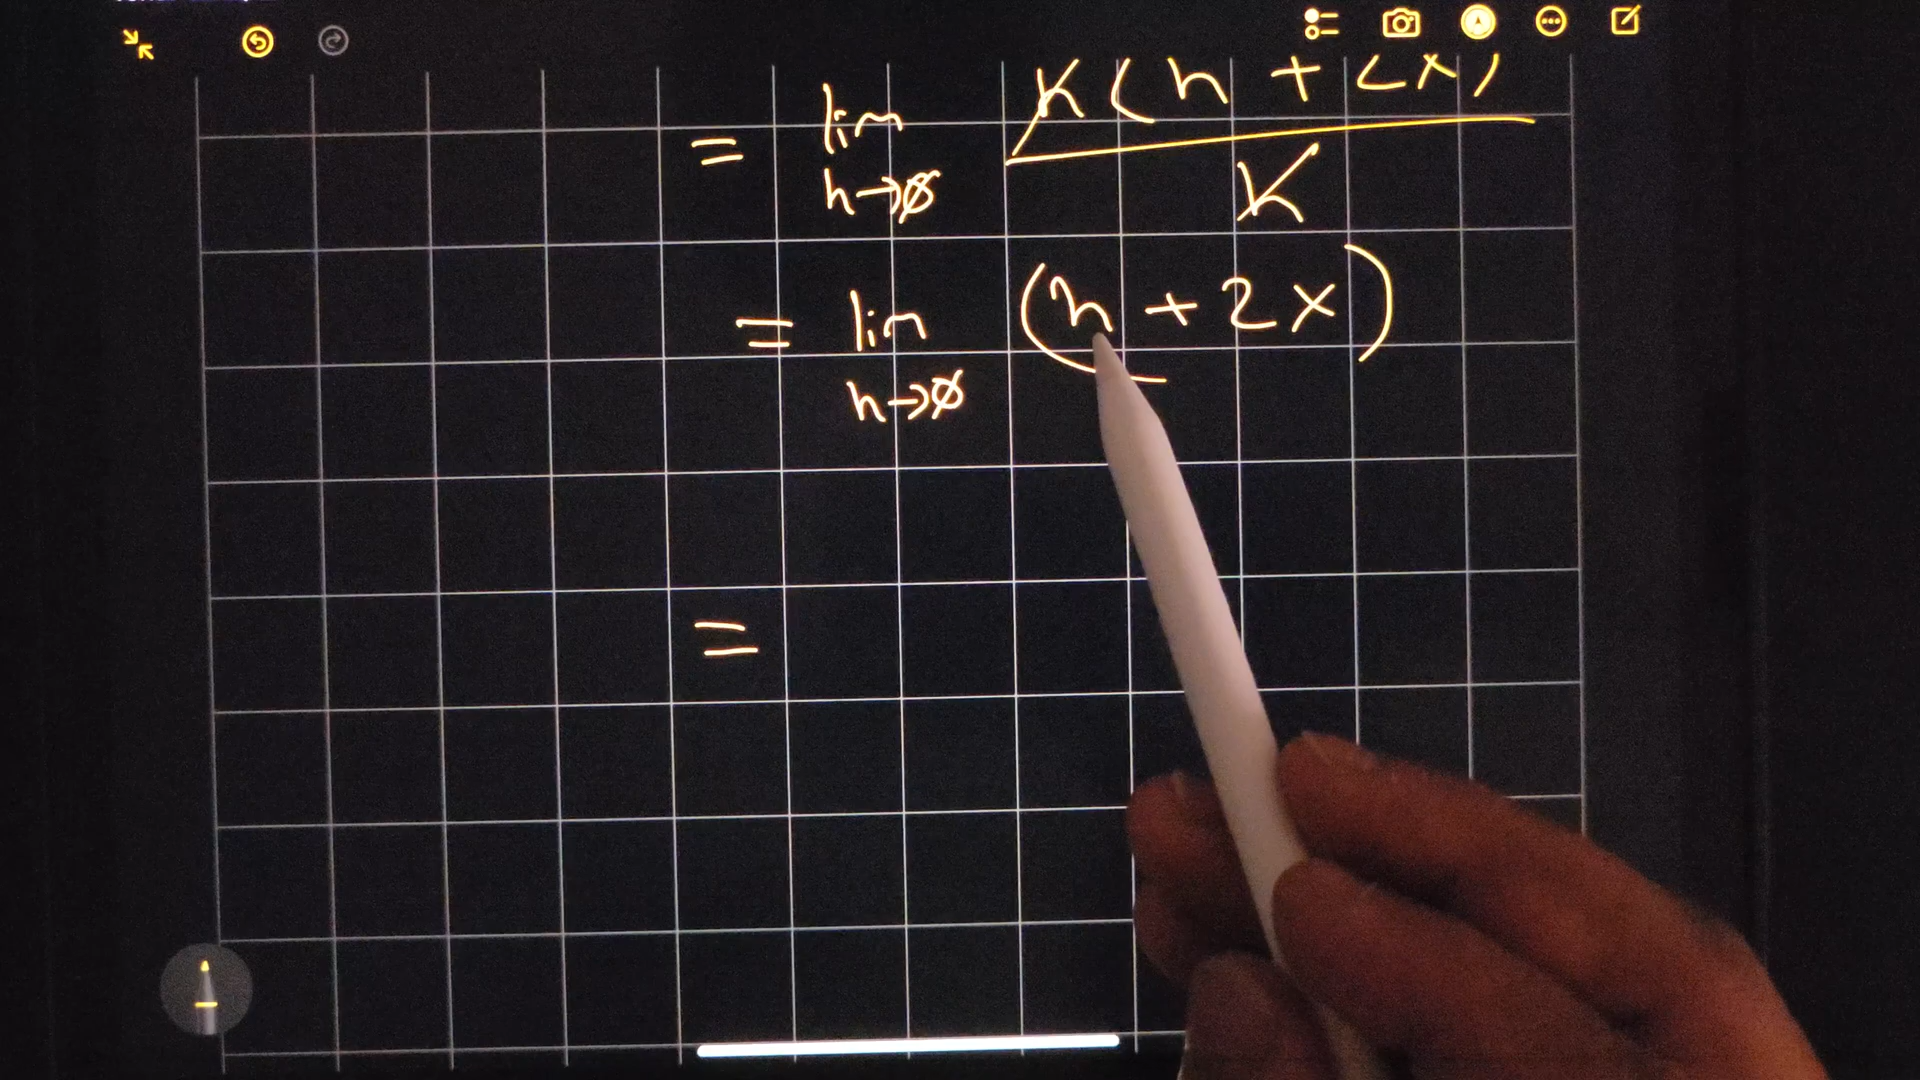 = lim h(h + 2x)
h→0 h
= lim (h + 2x)
h→0
=